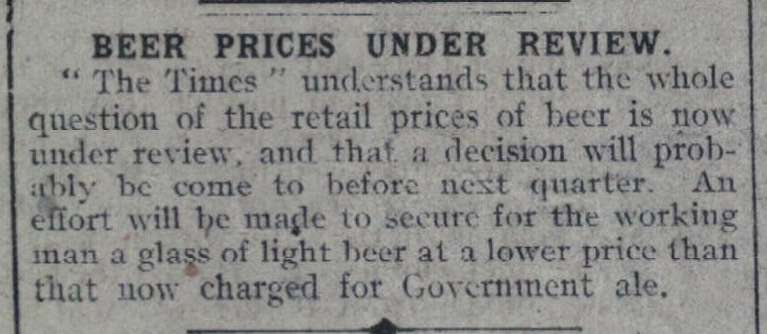 BEER PRICES UNDER REVIEW.
“ The Times ” understands that the whole
question of the retail prices of beer is now
under review, and that a decision will prob-
ably be come to before next quarter. An
effort will be made to secure for the working
man a glass of light beer at a lower price than
that now charged for Government ale.